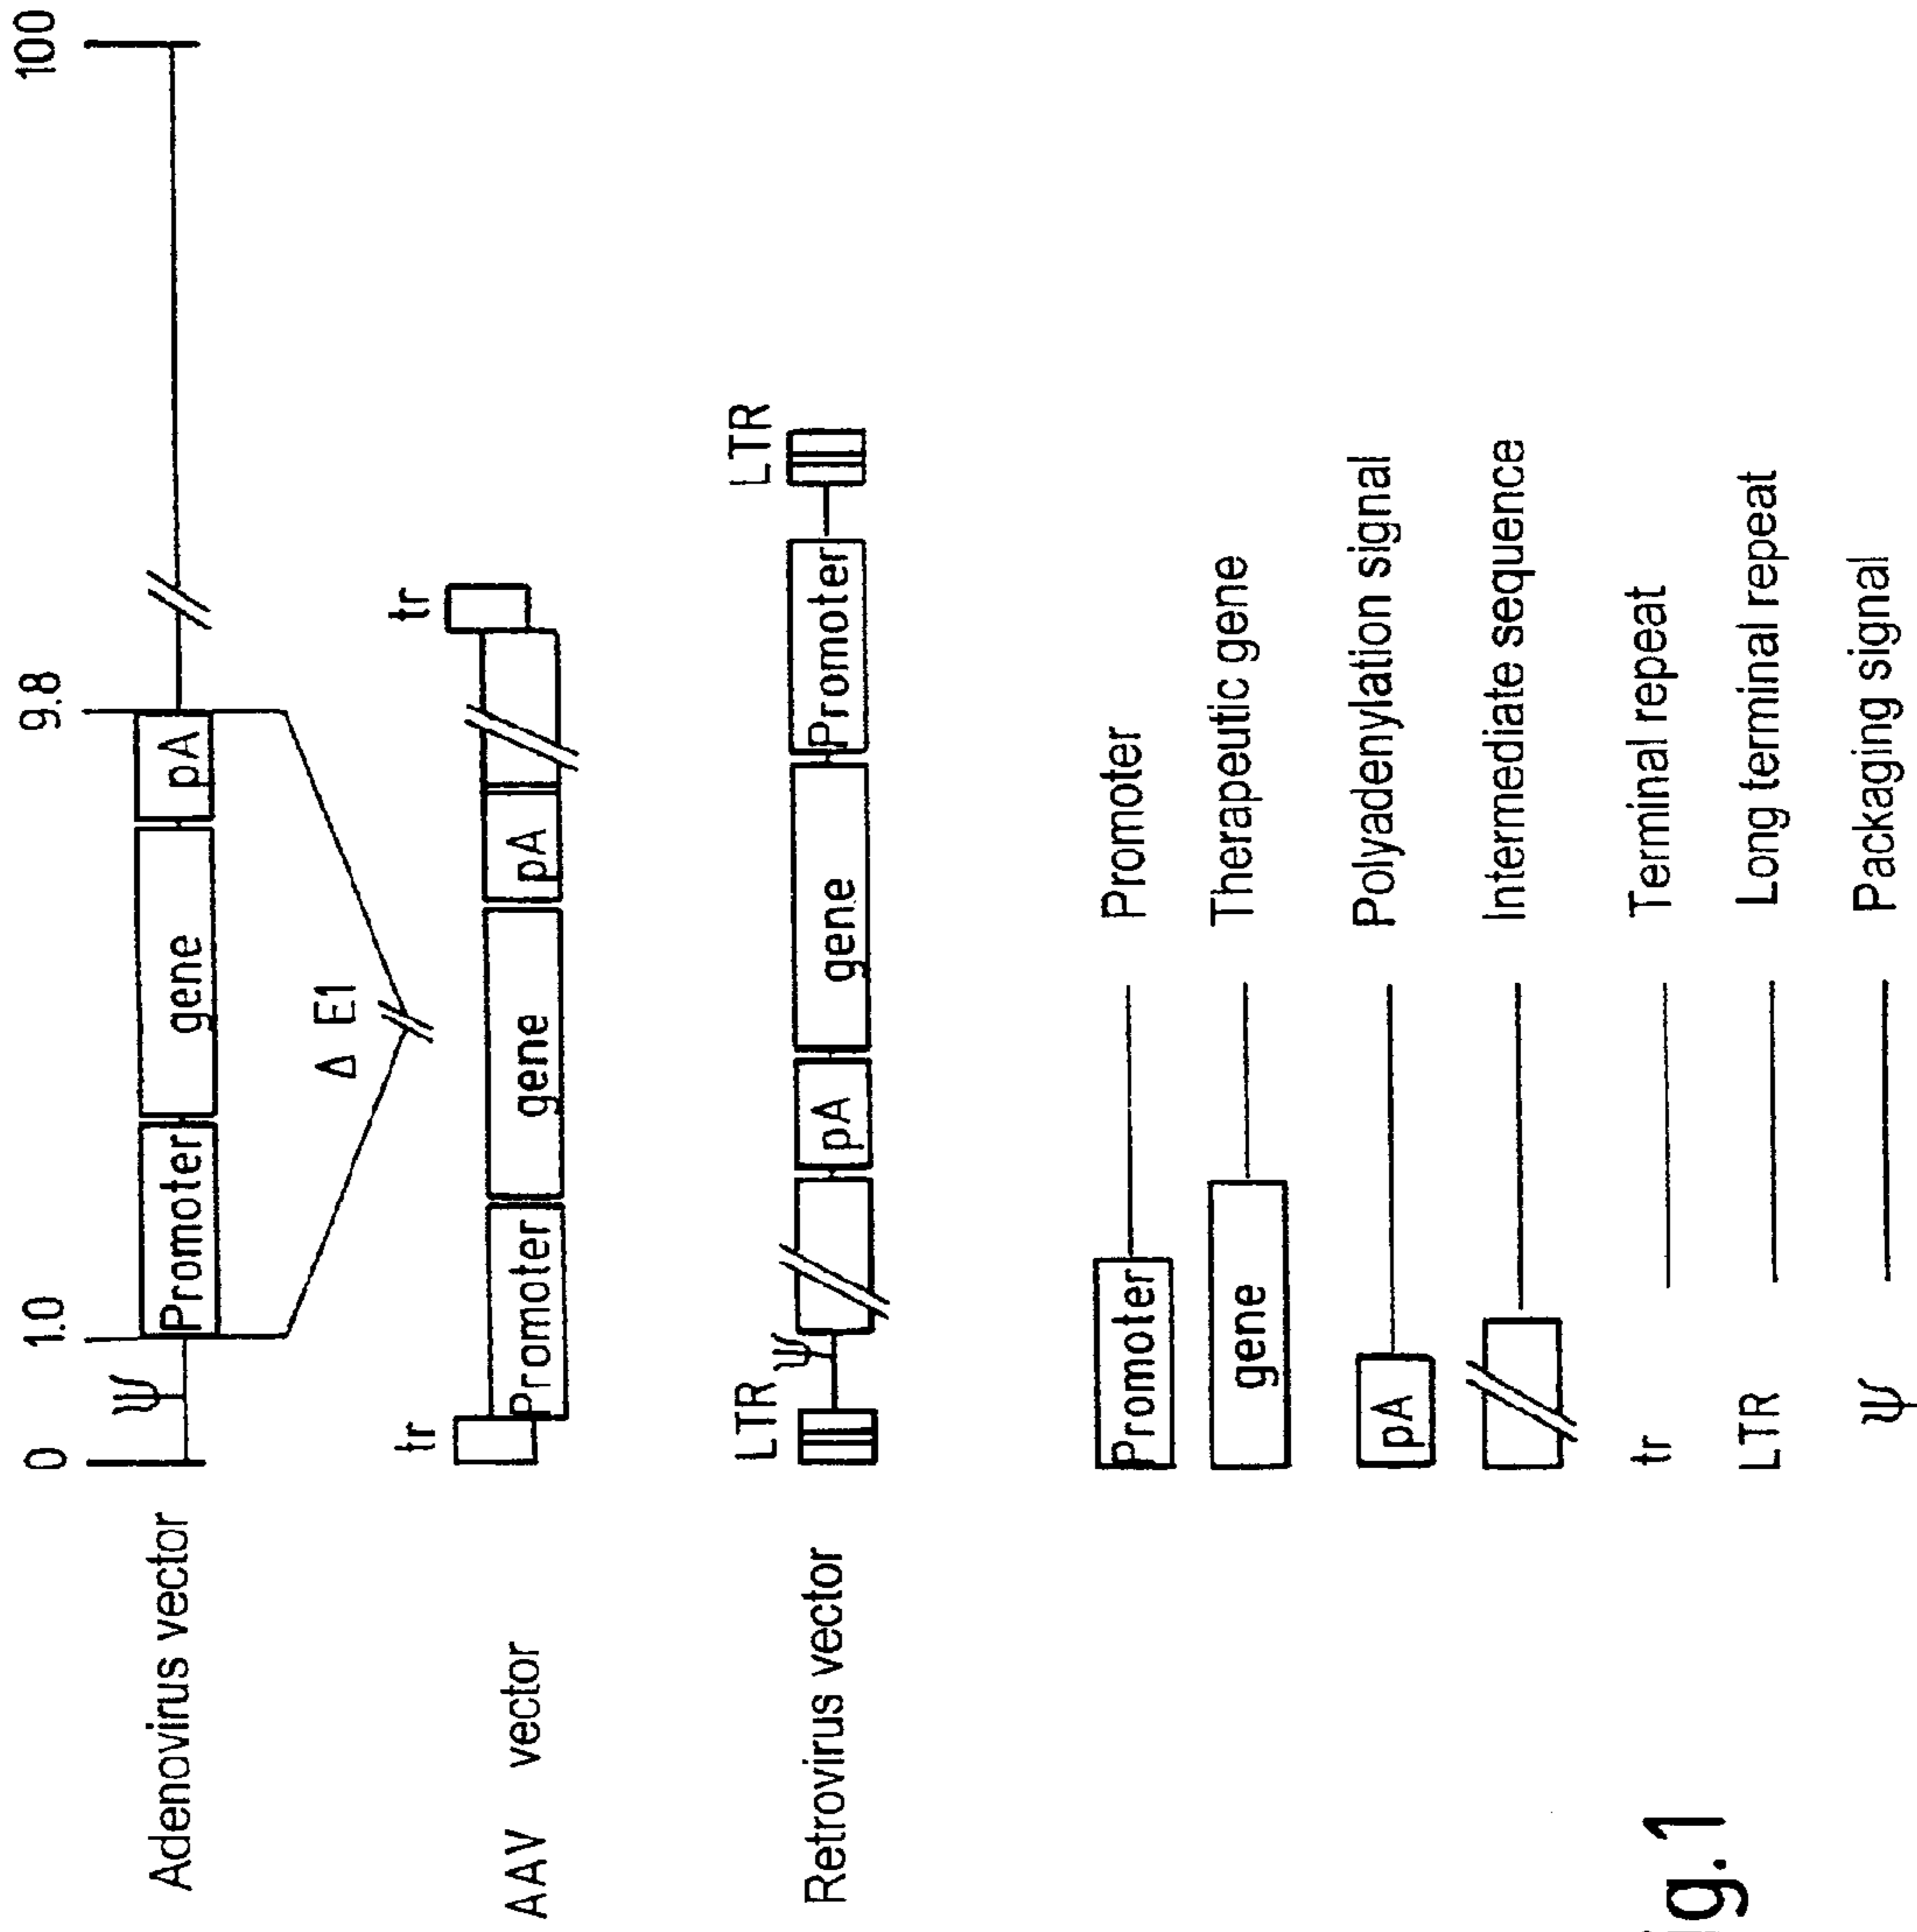 0 1.0 9.8 100
ψ
Adenovirus vector Promoter gene pA
Δ E1
tr tr
AAV vector Promoter gene pA
LTR ψ LTR
Retrovirus vector pA gene Promoter
Promoter Promoter
gene Therapeutic gene
pA Polyadenylation signal
Intermediate sequence
tr Terminal repeat
LTR Long terminal repeat
ψ Packaging signal
g.1